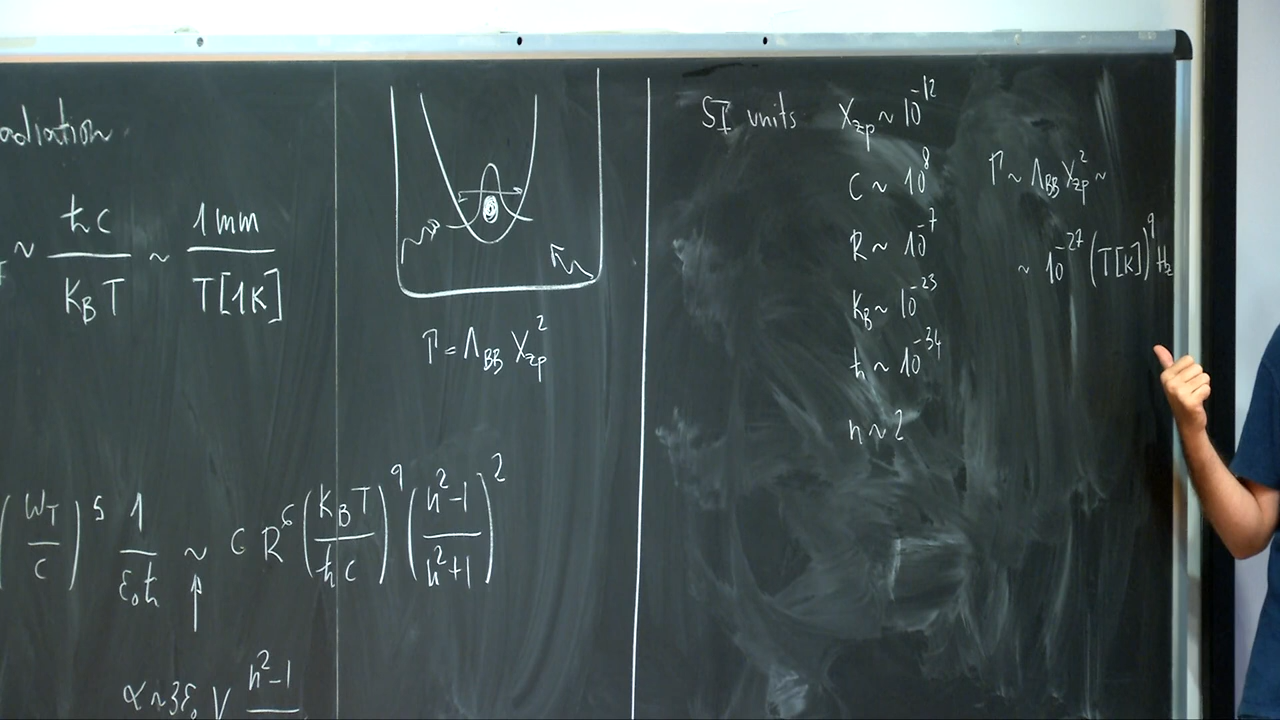 adiation
~ ħc / K_B T ~ 1mm / T[1K]
Γ = Λ_BB X_zp^2
(ω_T / c)^5 1 / ε_0 ħ ~ c R^6 (K_B T / ħ c)^9 (n^2-1 / n^2+1)^2
↑
α ~ 3ε_0 V n^2-1
SI units X_zp ~ 10^-12
C ~ 10^8
R ~ 10^-7
K_B ~ 10^-23
ħ ~ 10^-34
n ~ 2
Γ ~ Λ_BB X_zp^2 ~
~ 10^-27 (T[K])^9 Hz